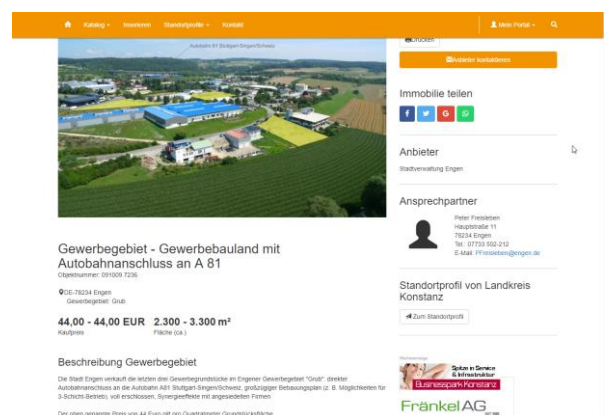 Katalog Inserieren Standortprofile Kontakt Mein Portal
Autobahn 81 Stuttgart-Singen/Schweiz
Drucken
Anbieter kontaktieren
Immobilie teilen
Anbieter
Stadtverwaltung Engen
Ansprechpartner
Peter Freisleben
Hauptstraße 11
78234 Engen
Tel.: 07733 502-212
E-Mail: PFreisleben@engen.de
Gewerbegebiet - Gewerbebauland mit
Autobahnanschluss an A 81
Objektnummer: 091009.7236
DE-78234 Engen
Gewerbegebiet: Grub
44,00 - 44,00 EUR 2.300 - 3.300 m²
Kaufpreis Fläche (ca.)
Standortprofil von Landkreis
Konstanz
Zum Standortprofil
Beschreibung Gewerbegebiet
Die Stadt Engen verkauft die letzten drei Gewerbegrundstücke im Engener Gewerbegebiet "Grub": direkter
Autobahnanschluss an die Autobahn A81 Stuttgart-Singen/Schweiz, großzügiger Bebauungsplan (z. B. Möglichkeiten für
3-Schicht-Betrieb), voll erschlossen, Synergieeffekte mit angesiedelten Firmen
Der oben genannte Preis von 44 Euro gilt pro Quadratmeter Grundstücksfläche
Werbeanzeige
Spitze in Service
& Infrastruktur
Businesspark Konstanz
Fränkel AG